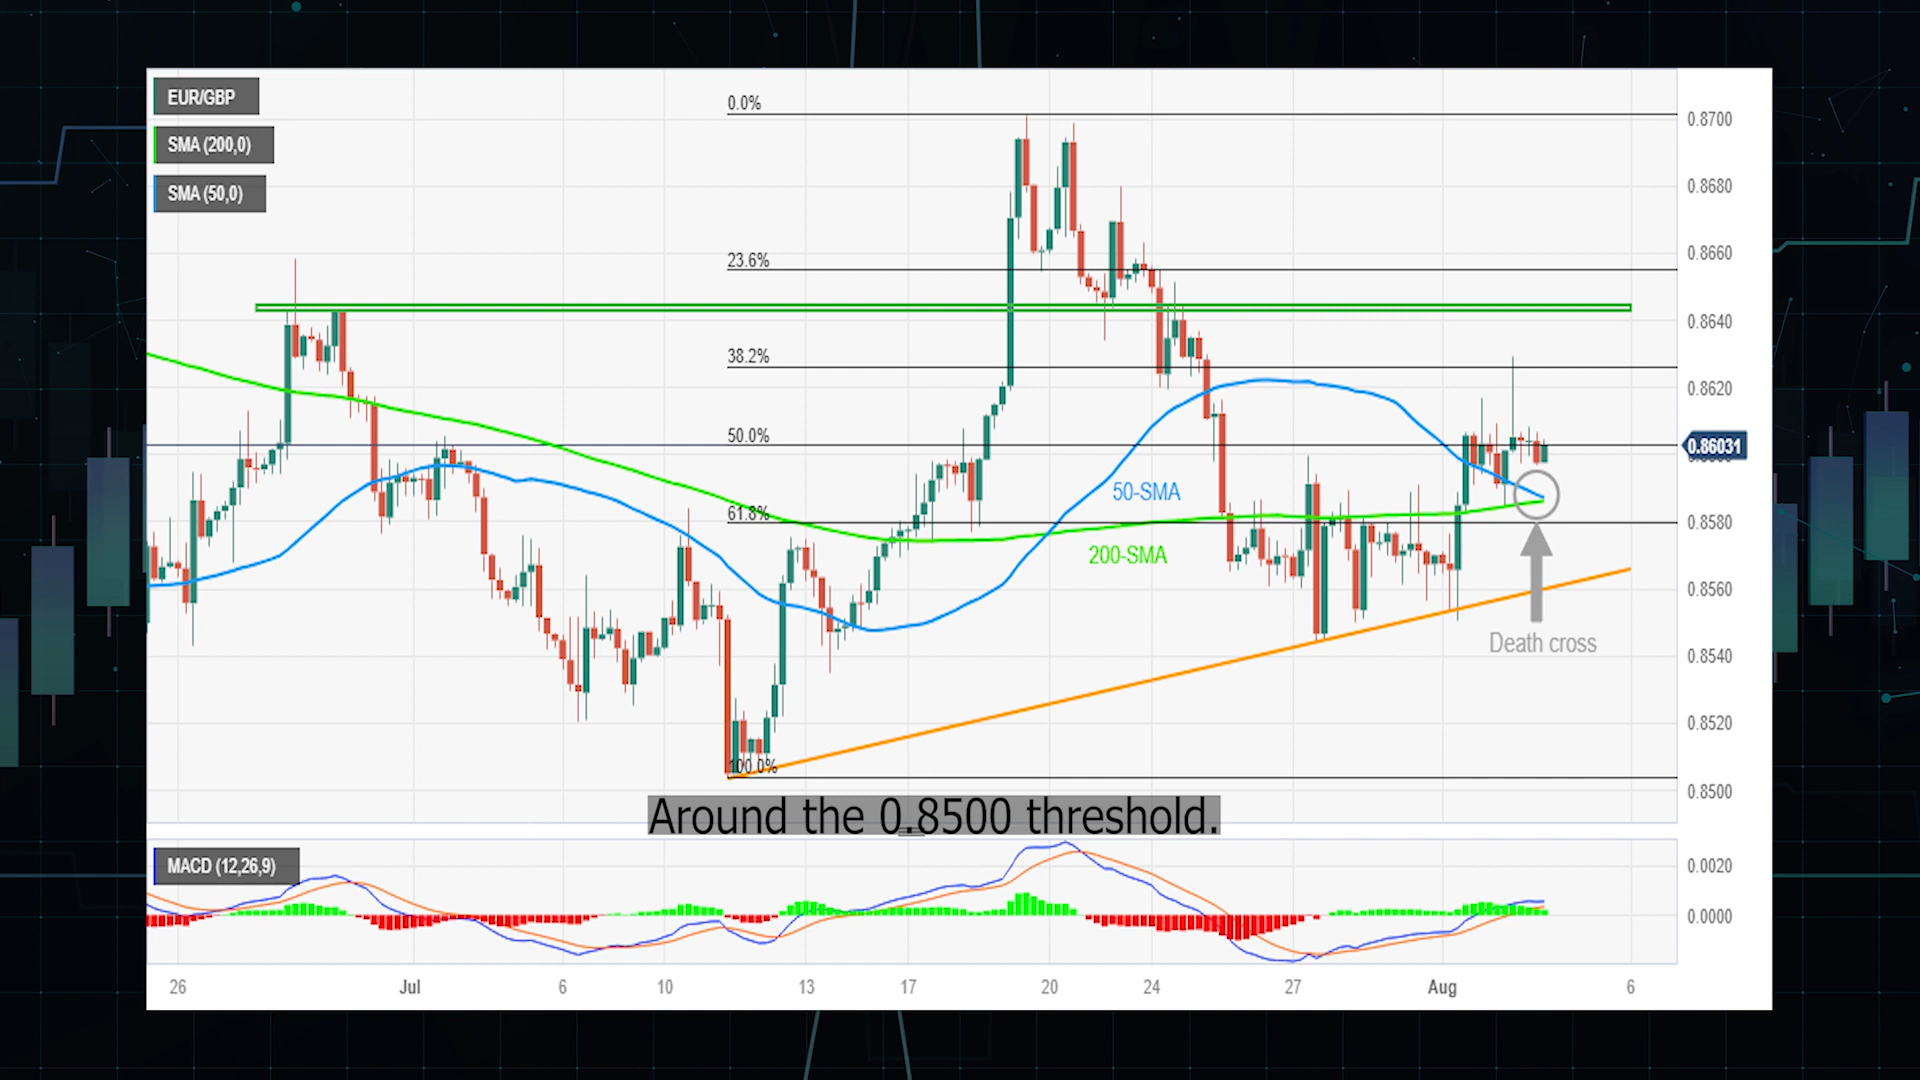 EUR/GBP
SMA (200,0)
SMA (50,0)
0.0%
23.6%
38.2%
50.0%
61.8%
100.0%
50-SMA
200-SMA
Death cross
0.8700
0.8680
0.8660
0.8640
0.8620
0.86031
0.8580
0.8560
0.8540
0.8520
0.8500
Around the 0.8500 threshold.
MACD (12,26,9)
0.0020
0.0000
26 Jul 6 10 13 17 20 24 27 Aug 6